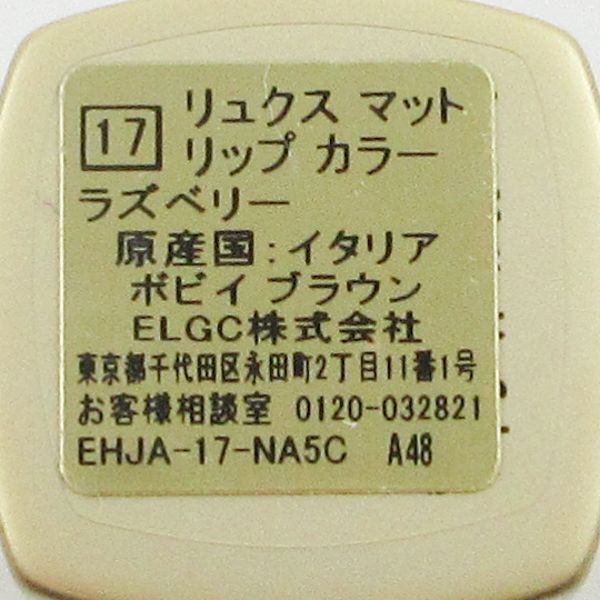 17 リュクス マット
リップ カラー
ラズベリー
原産国:イタリア
ボビイ ブラウン
ELGC株式会社
東京都千代田区永田町2丁目11番1号
お客様相談室 0120-032821
EHJA-17-NA5C A48